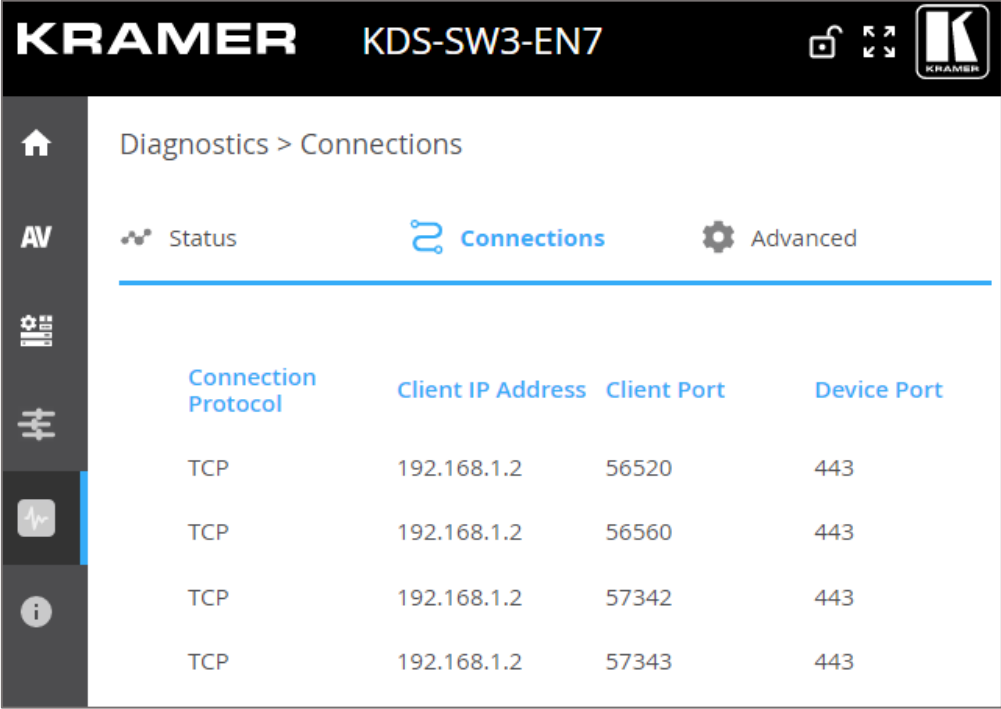 KRAMER KDS-SW3-EN7
KRAMER
Diagnostics > Connections
AV
Status Connections Advanced
Connection
Protocol
Client IP Address Client Port Device Port
TCP 192.168.1.2 56520 443
TCP 192.168.1.2 56560 443
TCP 192.168.1.2 57342 443
TCP 192.168.1.2 57343 443